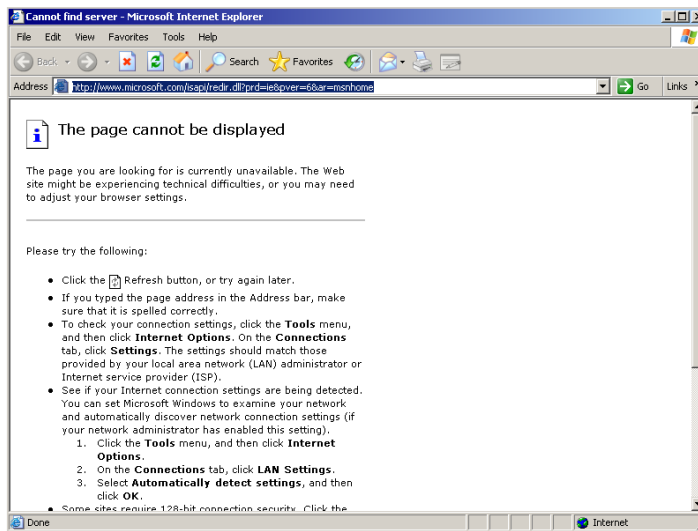 Cannot find server - Microsoft Internet Explorer
File Edit View Favorites Tools Help
Back Search Favorites
Address http://www.microsoft.com/isapi/redir.dll?prd=ie&pver=6&ar=msnhome Go Links »
The page cannot be displayed
The page you are looking for is currently unavailable. The Web
site might be experiencing technical difficulties, or you may need
to adjust your browser settings.
Please try the following:
• Click the Refresh button, or try again later.
• If you typed the page address in the Address bar, make
sure that it is spelled correctly.
• To check your connection settings, click the Tools menu,
and then click Internet Options. On the Connections
tab, click Settings. The settings should match those
provided by your local area network (LAN) administrator or
Internet service provider (ISP).
• See if your Internet connection settings are being detected.
You can set Microsoft Windows to examine your network
and automatically discover network connection settings (if
your network administrator has enabled this setting).
1. Click the Tools menu, and then click Internet
Options.
2. On the Connections tab, click LAN Settings.
3. Select Automatically detect settings, and then
click OK.
• Some sites require 128-bit connection security. Click the
Done Internet